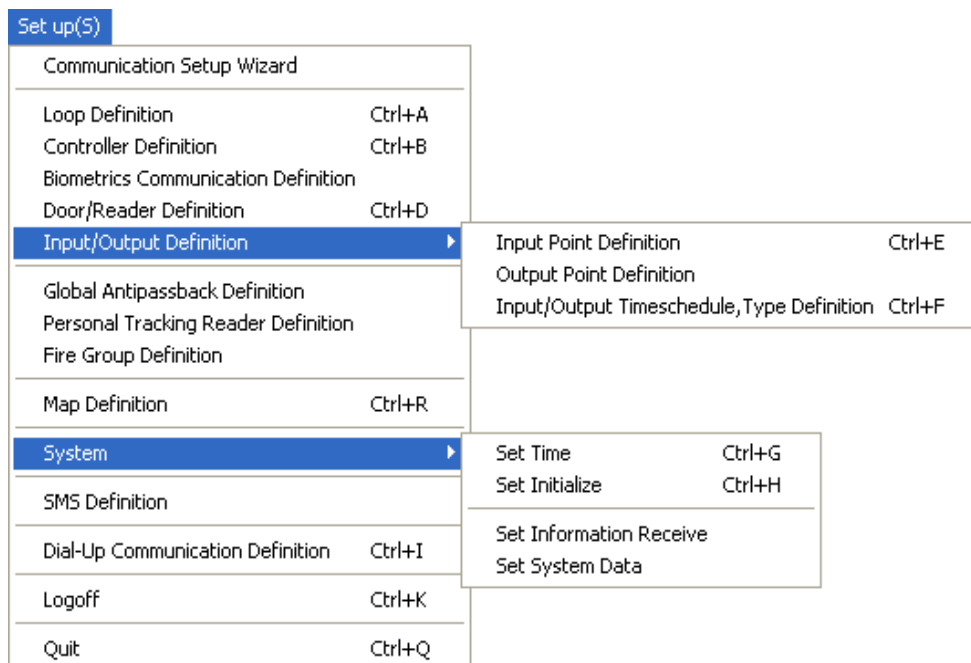 Set up(S)
Communication Setup Wizard
Loop Definition Ctrl+A
Controller Definition Ctrl+B
Biometrics Communication Definition
Door/Reader Definition Ctrl+D
Input/Output Definition
Input Point Definition Ctrl+E
Output Point Definition
Input/Output Timeschedule,Type Definition Ctrl+F
Global Antipassback Definition
Personal Tracking Reader Definition
Fire Group Definition
Map Definition Ctrl+R
System
Set Time Ctrl+G
Set Initialize Ctrl+H
Set Information Receive
Set System Data
SMS Definition
Dial-Up Communication Definition Ctrl+I
Logoff Ctrl+K
Quit Ctrl+Q